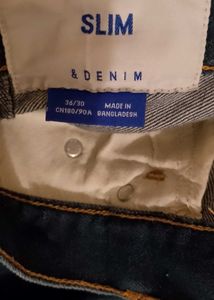 SLIM
& DENIM
36/30
CN180/90A
MADE IN
BANGLADESH